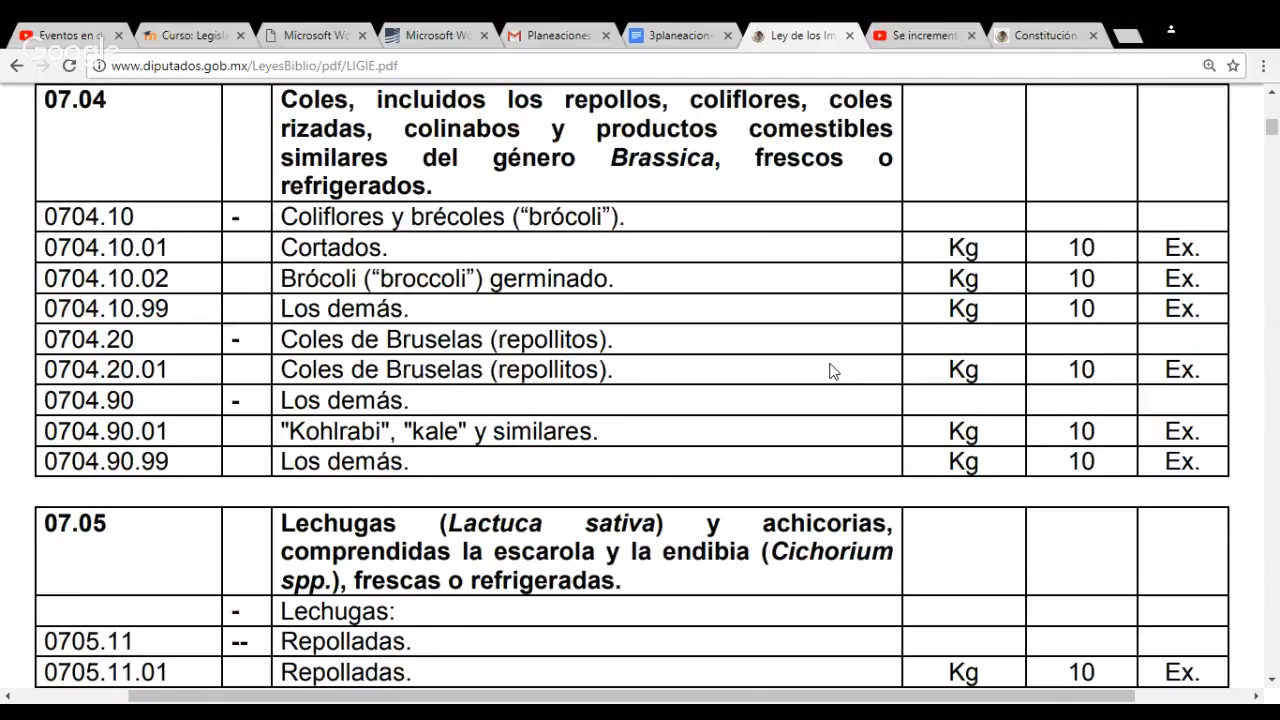 Eventos en d
Curso: Legisl
Microsoft Wo
Microsoft Wo
Planeaciones
3planeacion
Ley de los Im
Se increment
Constitución
Google
www.diputados.gob.mx/LeyesBiblio/pdf/LIGIE.pdf
07.04 Coles, incluidos los repollos, coliflores, coles
rizadas, colinabos y productos comestibles
similares del género Brassica, frescos o
refrigerados.
0704.10 - Coliflores y brécoles (“brócoli”).
0704.10.01 Cortados. Kg 10 Ex.
0704.10.02 Brócoli (“broccoli”) germinado. Kg 10 Ex.
0704.10.99 Los demás. Kg 10 Ex.
0704.20 - Coles de Bruselas (repollitos).
0704.20.01 Coles de Bruselas (repollitos). Kg 10 Ex.
0704.90 - Los demás.
0704.90.01 "Kohlrabi", "kale" y similares. Kg 10 Ex.
0704.90.99 Los demás. Kg 10 Ex.
07.05 Lechugas (Lactuca sativa) y achicorias,
comprendidas la escarola y la endibia (Cichorium
spp.), frescas o refrigeradas.
- Lechugas:
0705.11 -- Repolladas.
0705.11.01 Repolladas. Kg 10 Ex.